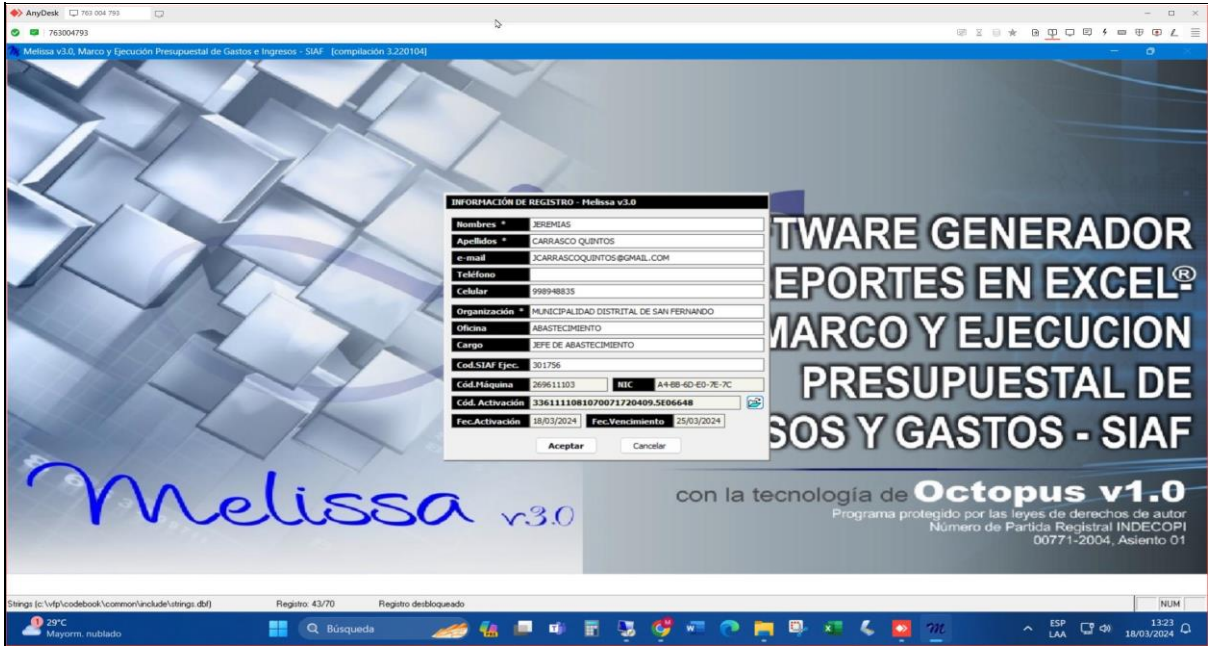 AnyDesk 763 004 793
763004793
Melissa v3.0, Marco y Ejecución Presupuestal de Gastos e Ingresos - SIAF [compilación 3.220104]
INFORMACIÓN DE REGISTRO - Melissa v3.0
Nombres * JEREMIAS
Apellidos * CARRASCO QUINTOS
e-mail JCARRASCOQUINTOS@GMAIL.COM
Teléfono
Celular 998948835
Organización * MUNICIPALIDAD DISTRITAL DE SAN FERNANDO
Oficina ABASTECIMIENTO
Cargo JEFE DE ABASTECIMIENTO
Cod.SIAF Ejec. 301756
Cód.Máquina 269611103 NIC A4-BB-6D-E0-7E-7C
Cód. Activación 3361111081070071720409.5E06648
Fec.Activación 18/03/2024 Fec.Vencimiento 25/03/2024
Aceptar Cancelar
TWARE GENERADOR
EPORTES EN EXCEL®
MARCO Y EJECUCION
PRESUPUESTAL DE
SOS Y GASTOS - SIAF
Melissa v3.0
con la tecnología de Octopus v1.0
Programa protegido por las leyes de derechos de autor
Número de Partida Registral INDECOPI
00771-2004, Asiento 01
Strings (c:\vfp\codebook\common\include\strings.dbf) Registro: 43/70 Registro desbloqueado NUM
1 29°C
Mayorm. nublado
Búsqueda
ESP
LAA
13:23
18/03/2024